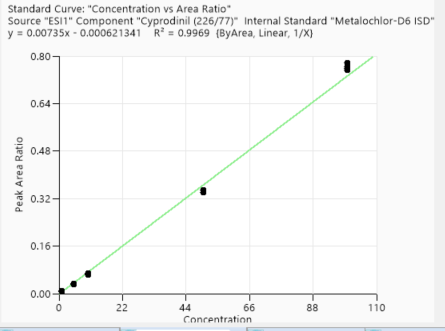 Standard Curve: "Concentration vs Area Ratio"
Source "ESI1" Component "Cyprodinil (226/77)" Internal Standard "Metalochlor-D6 ISD"
y = 0.00735x - 0.000621341 R² = 0.9969 {ByArea, Linear, 1/X}
0.80
0.64
0.48
0.32
0.16
0.00
Peak Area Ratio
0 22 44 66 88 110
Concentration